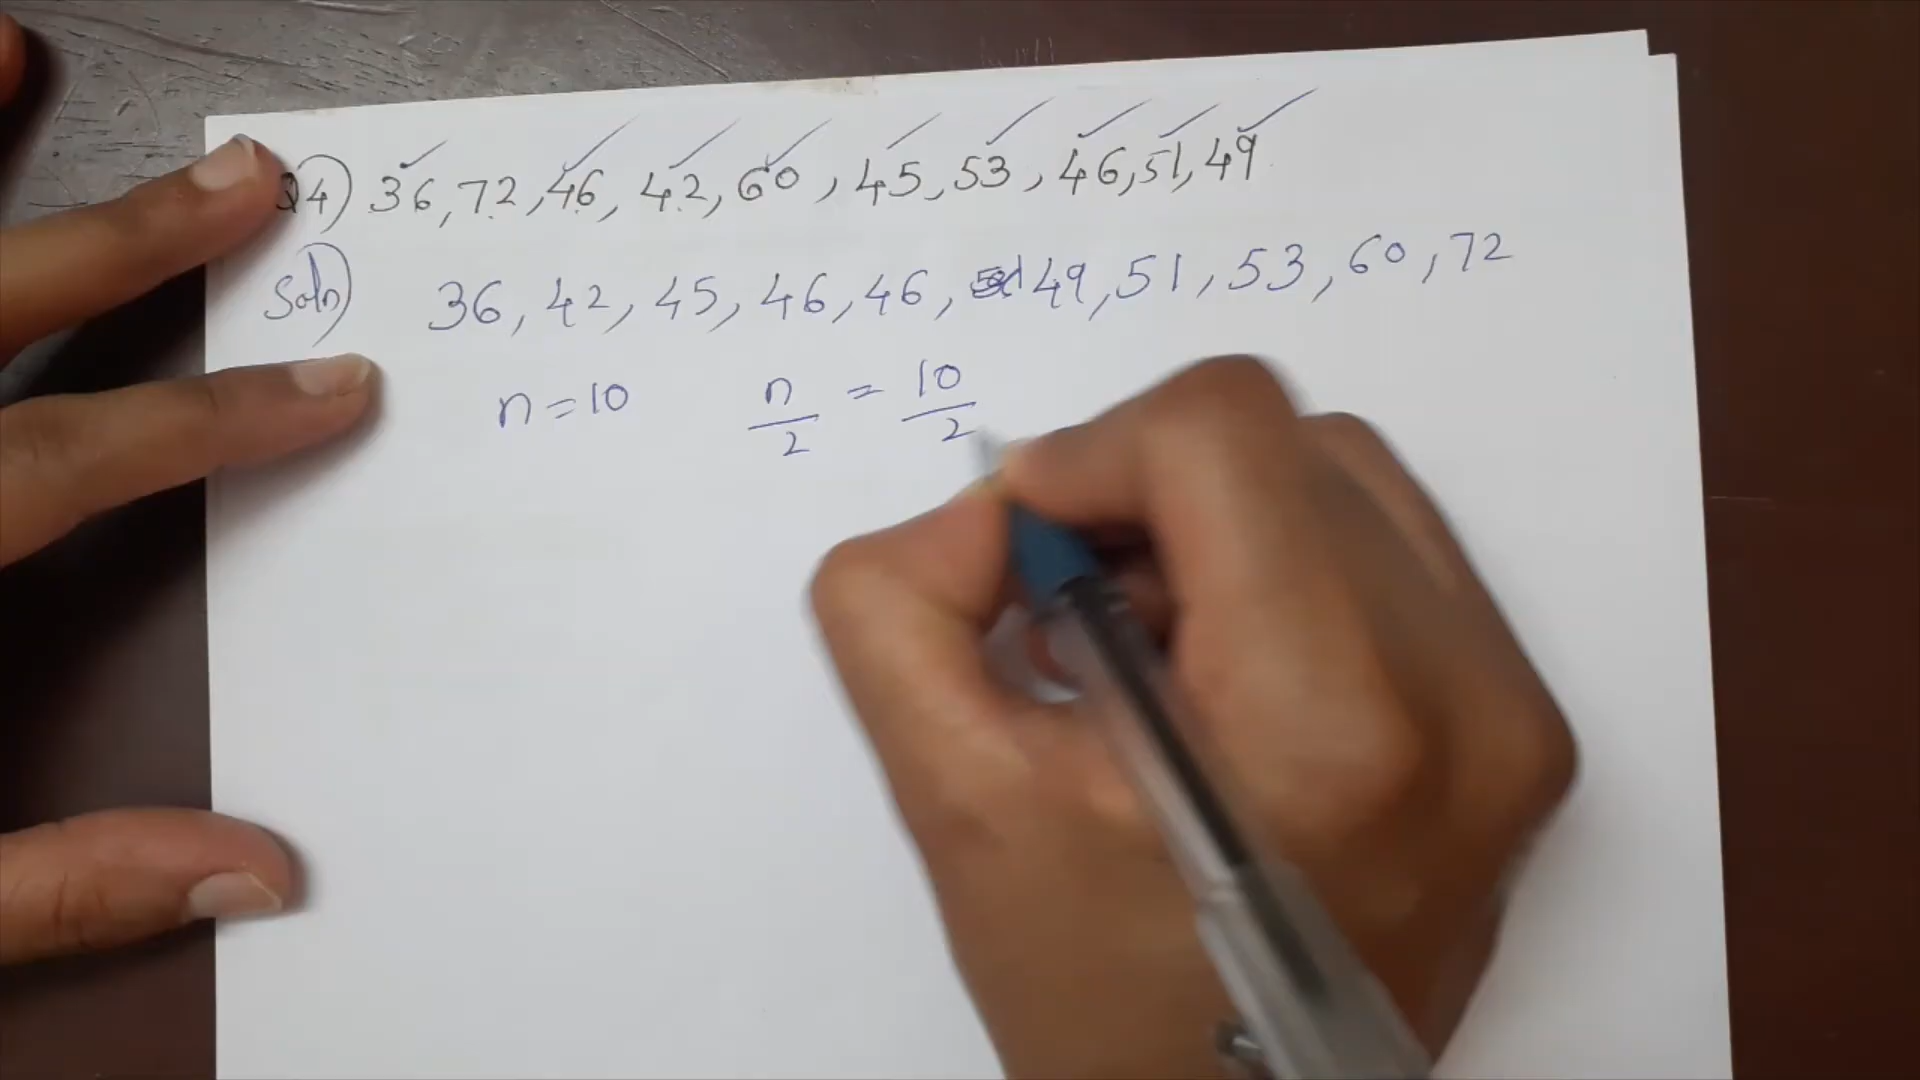 Q4) 36, 72, 46, 42, 60, 45, 53, 46, 51, 49
Soln) 36, 42, 45, 46, 46, 49, 51, 53, 60, 72
n=10 n/2 = 10/2